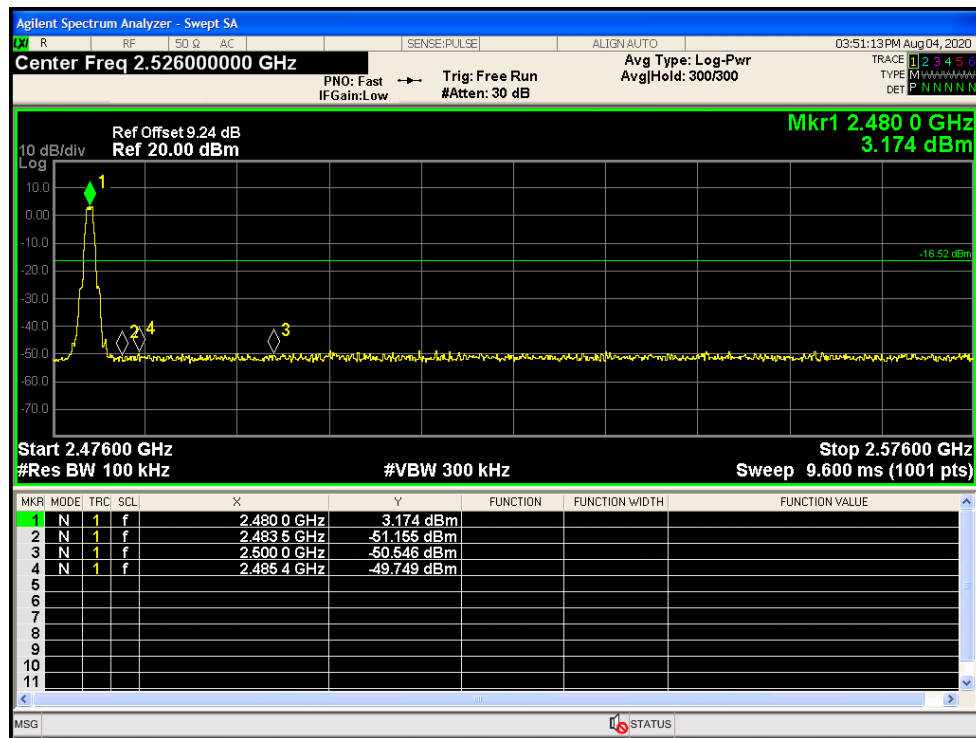 Agilent Spectrum Analyzer - Swept SA
LXI R RF 50 Ω AC SENSE:PULSE ALIGN AUTO 03:51:13 PM Aug 04, 2020
Center Freq 2.526000000 GHz
PNO: Fast Trig: Free Run Avg Type: Log-Pwr TRACE 1 2 3 4 5 6
IFGain:Low #Atten: 30 dB Avg|Hold: 300/300 TYPE M
DET P N N N N N
Mkr1 2.480 0 GHz
3.174 dBm
Ref Offset 9.24 dB
10 dB/div Ref 20.00 dBm
Log
10.0
0.00
-10.0
-20.0
-30.0
-40.0
-50.0
-60.0
-70.0
1
-16.52 dBm
2 4 3
Start 2.47600 GHz Stop 2.57600 GHz
#Res BW 100 kHz #VBW 300 kHz Sweep 9.600 ms (1001 pts)
MKR MODE TRC SCL X Y FUNCTION FUNCTION WIDTH FUNCTION VALUE
1 N 1 f 2.480 0 GHz 3.174 dBm
2 N 1 f 2.483 5 GHz -51.155 dBm
3 N 1 f 2.500 0 GHz -50.546 dBm
4 N 1 f 2.485 4 GHz -49.749 dBm
5
6
7
8
9
10
11
MSG STATUS